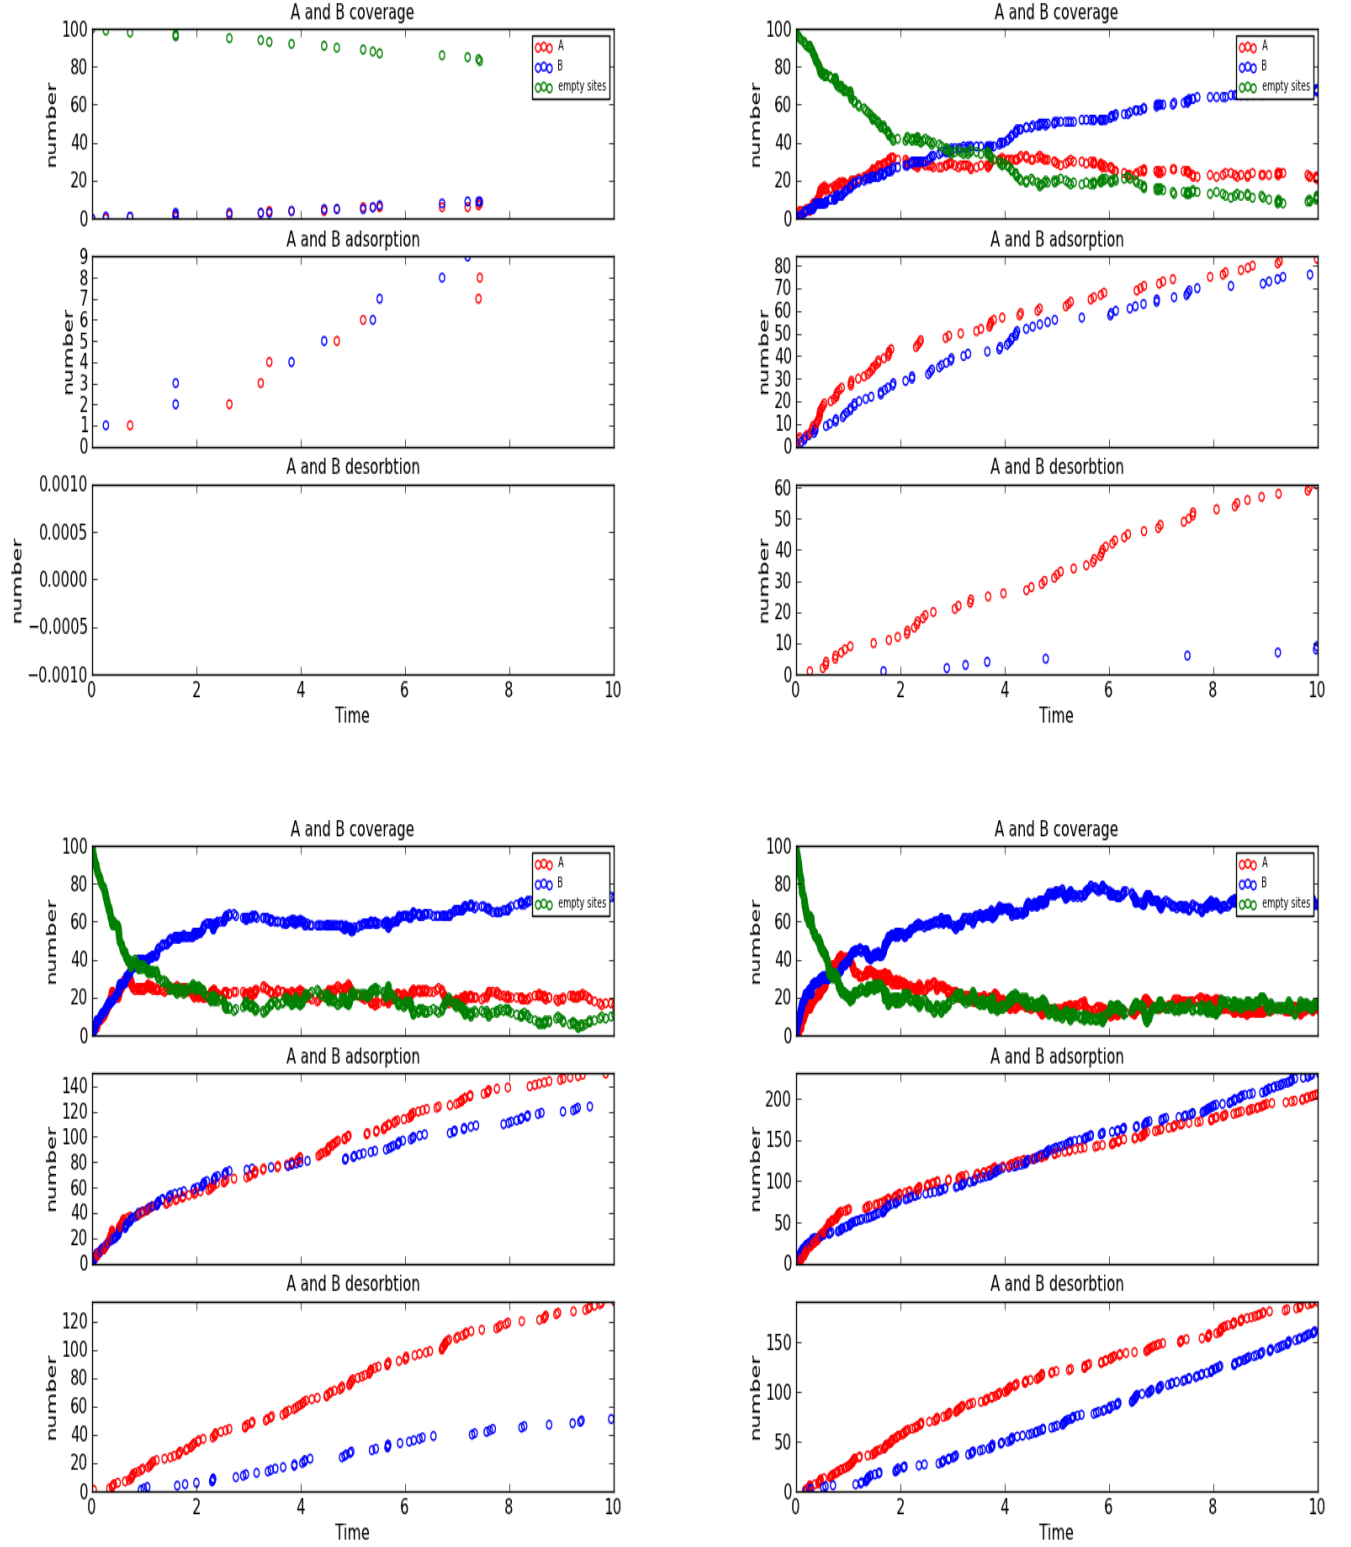 A and B coverage
100
80
60
40
20
0
number
A
B
empty sites
A and B adsorption
9
8
7
6
5
4
3
2
1
0
number
A and B desorbtion
0.0010
0.0005
0.0000
−0.0005
−0.0010
number
0 2 4 6 8 10
Time
A and B coverage
100
80
60
40
20
0
number
A
B
empty sites
A and B adsorption
80
70
60
50
40
30
20
10
0
number
A and B desorbtion
60
50
40
30
20
10
0
number
0 2 4 6 8 10
Time
A and B coverage
100
80
60
40
20
0
number
A
B
empty sites
A and B adsorption
140
120
100
80
60
40
20
0
number
A and B desorbtion
120
100
80
60
40
20
0
number
0 2 4 6 8 10
Time
A and B coverage
100
80
60
40
20
0
number
A
B
empty sites
A and B adsorption
200
150
100
50
0
number
A and B desorbtion
150
100
50
0
number
0 2 4 6 8 10
Time